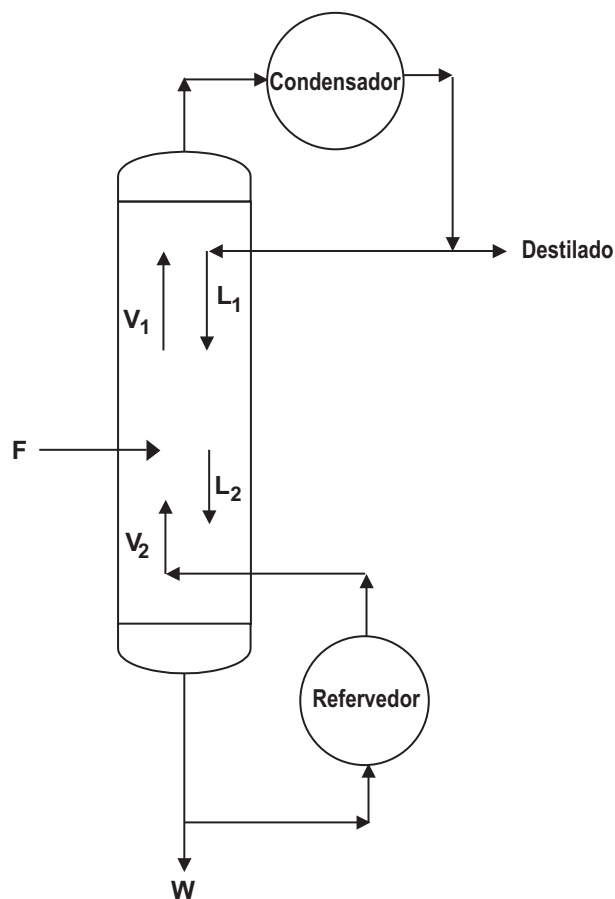 Condensador
Destilado
V1
L1
F
L2
V2
Refervedor
W